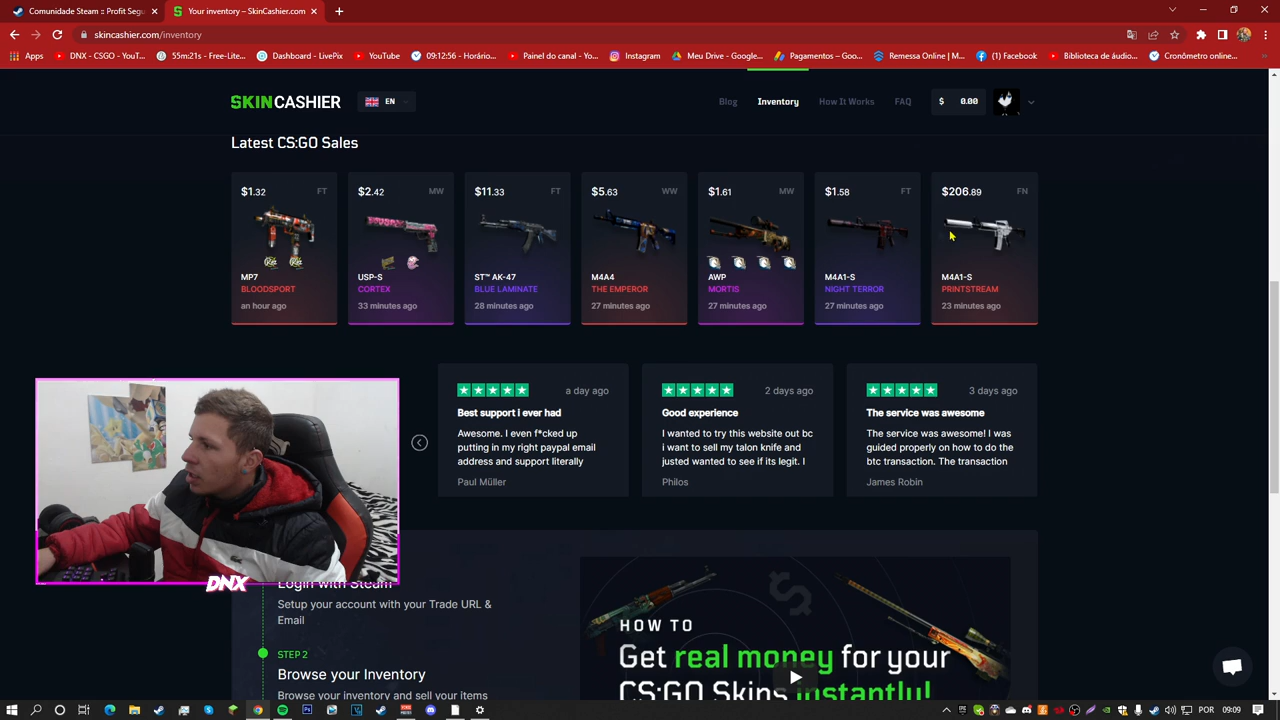 Comunidade Steam :: Profit Segu
Your inventory – SkinCashier.com
skincashier.com/inventory
Apps
DNX - CSGO - YouT...
55m:21s - Free-Lite...
Dashboard - LivePix
YouTube
09:12:56 - Horário...
Painel do canal - Yo...
Instagram
Meu Drive - Google...
Pagamentos – Goo...
Remessa Online | M...
(1) Facebook
Biblioteca de áudio...
Cronômetro online...
SKINCASHIER
EN
Blog
Inventory
How It Works
FAQ
$ 0.00
Latest CS:GO Sales
$1.32 FT
MP7
BLOODSPORT
an hour ago
$2.42 MW
USP-S
CORTEX
33 minutes ago
$11.33 FT
ST™ AK-47
BLUE LAMINATE
28 minutes ago
$5.63 WW
M4A4
THE EMPEROR
27 minutes ago
$1.61 MW
AWP
MORTIS
27 minutes ago
$1.58 FT
M4A1-S
NIGHT TERROR
27 minutes ago
$206.89 FN
M4A1-S
PRINTSTREAM
23 minutes ago
a day ago
Best support i ever had
Awesome. I even f*cked up
putting in my right paypal email
address and support literally
Paul Müller
2 days ago
Good experience
I wanted to try this website out bc
i want to sell my talon knife and
justed wanted to see if its legit. I
Philos
3 days ago
The service was awesome
The service was awesome! I was
guided properly on how to do the
btc transaction. The transaction
James Robin
DNX
Login with Steam
Setup your account with your Trade URL &
Email
STEP 2
Browse your Inventory
Browse your inventory and sell your items
HOW TO
Get real money for your
CS:GO Skins instantly!
POR
09:09